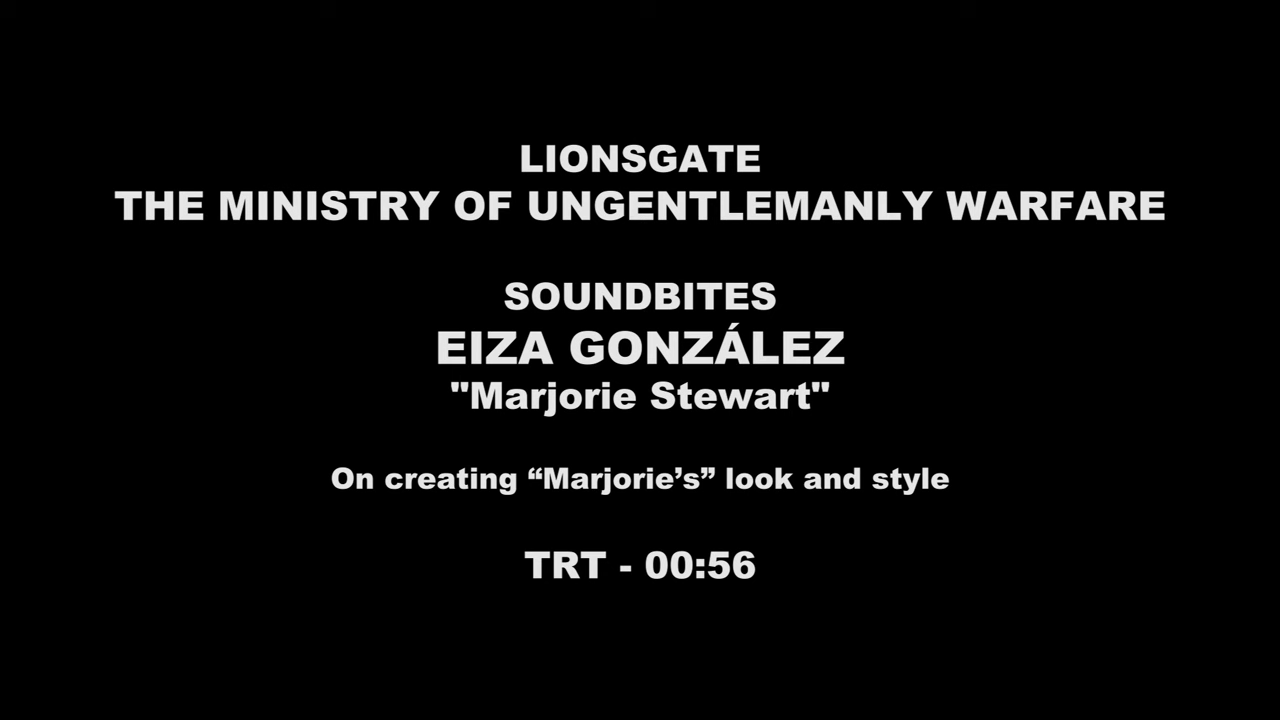 LIONSGATE
THE MINISTRY OF UNGENTLEMANLY WARFARE
SOUNDBITES
EIZA GONZÁLEZ
"Marjorie Stewart"
On creating “Marjorie’s” look and style
TRT - 00:56